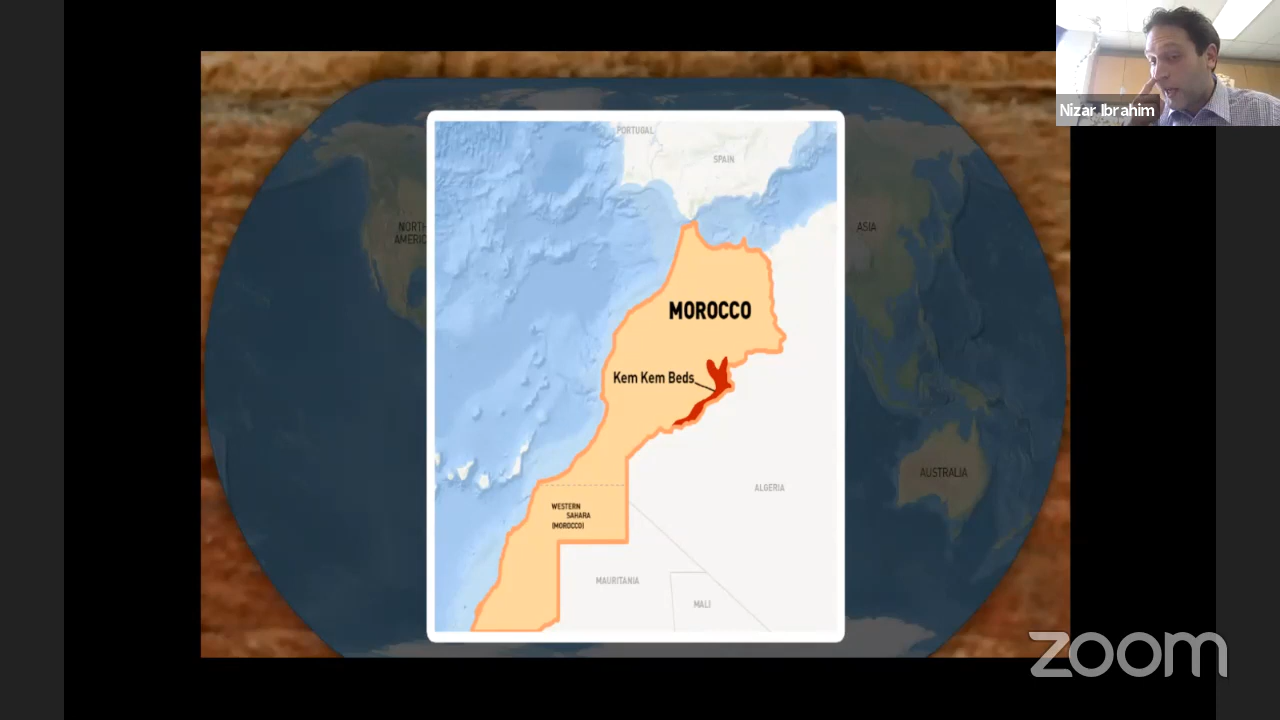 Nizar Ibrahim
PORTUGAL
SPAIN
NORTH
AMERIC
ASIA
MOROCCO
Kem Kem Beds
AUSTRALIA
ALGERIA
WESTERN
SAHARA
(MOROCCO)
MAURITANIA
MALI
zoom